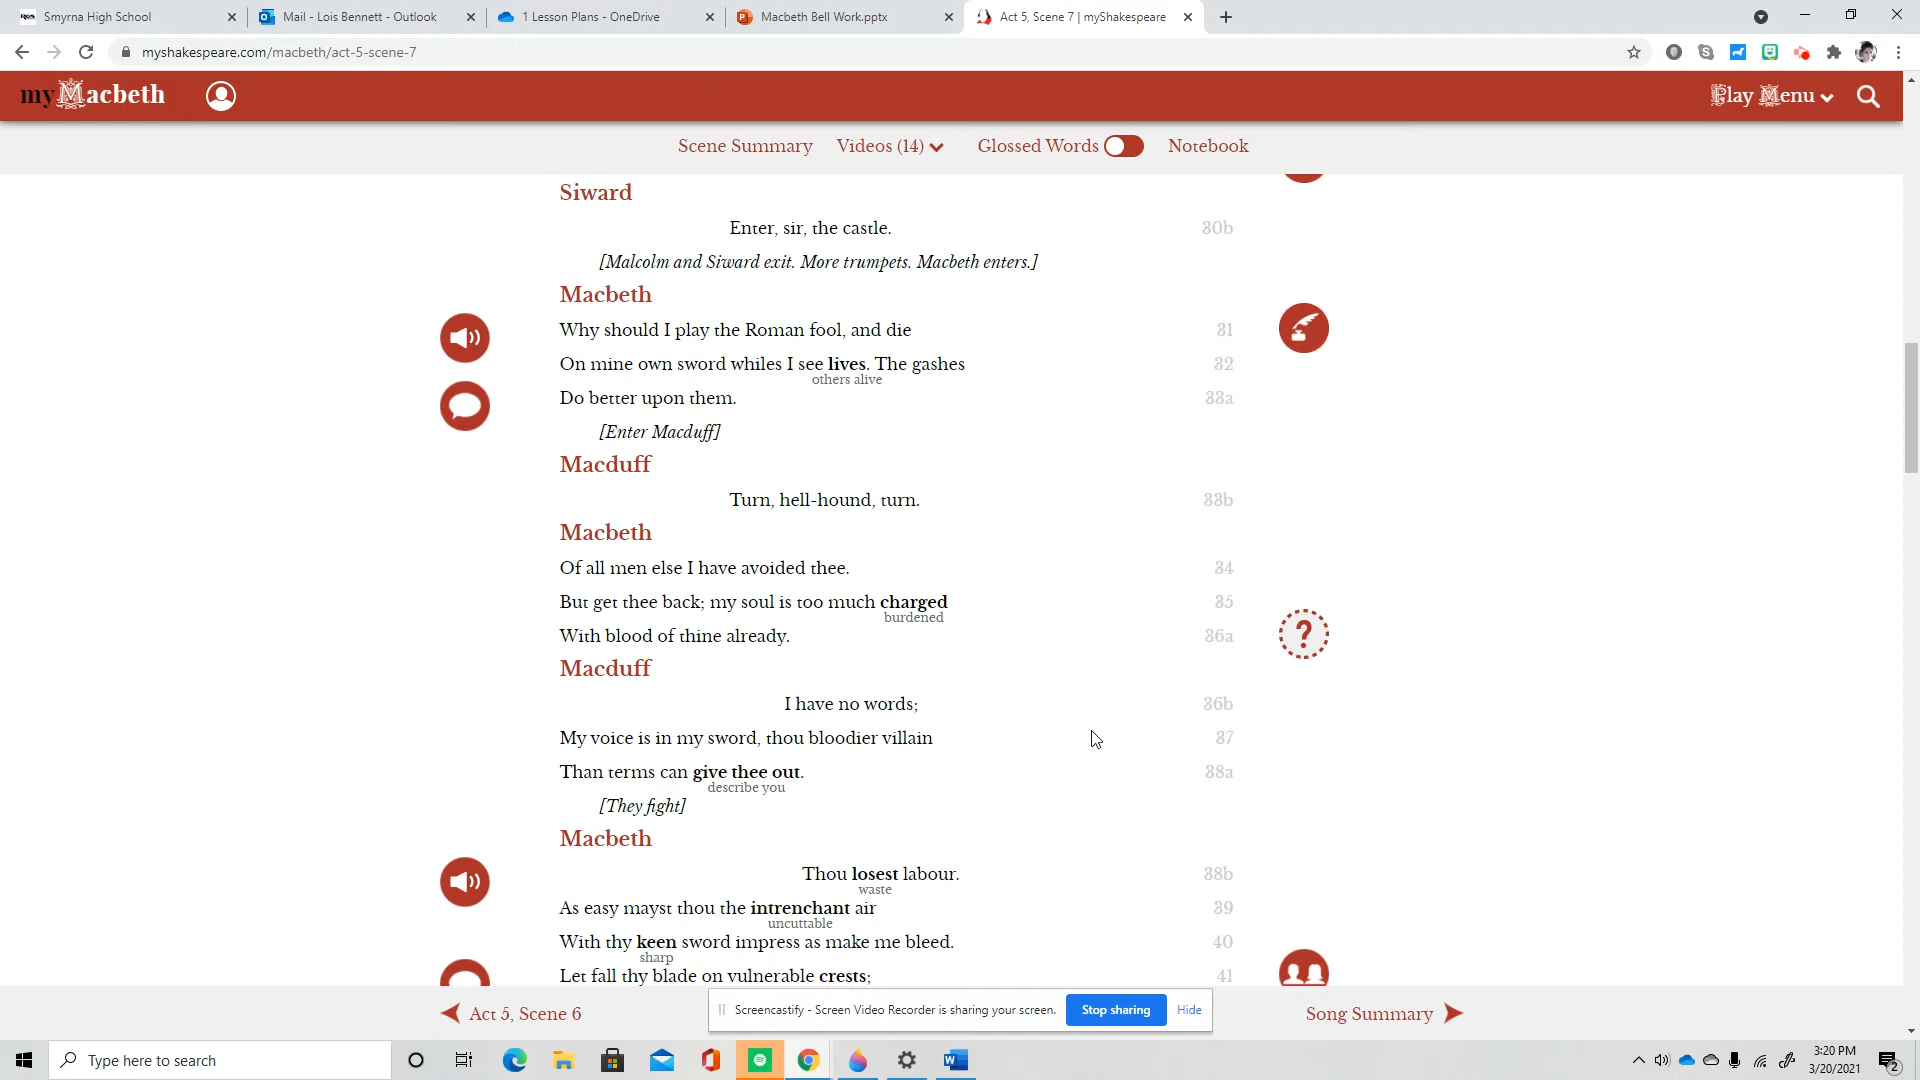 Smyrna High School
Mail - Lois Bennett - Outlook
1 Lesson Plans - OneDrive
Macbeth Bell Work.pptx
Act 5, Scene 7 | myShakespeare
myshakespeare.com/macbeth/act-5-scene-7
my Macbeth
Play Menu
Scene Summary
Videos (14)
Glossed Words
Notebook
Siward
Enter, sir, the castle. 30b
[Malcolm and Siward exit. More trumpets. Macbeth enters.]
Macbeth
Why should I play the Roman fool, and die 31
On mine own sword whiles I see lives. The gashes 32
others alive
Do better upon them. 33a
[Enter Macduff]
Macduff
Turn, hell-hound, turn. 33b
Macbeth
Of all men else I have avoided thee. 34
But get thee back; my soul is too much charged 35
burdened
With blood of thine already. 36a
?
Macduff
I have no words; 36b
My voice is in my sword, thou bloodier villain 37
Than terms can give thee out. 38a
describe you
[They fight]
Macbeth
Thou losest labour. 38b
waste
As easy mayst thou the intrenchant air 39
uncuttable
With thy keen sword impress as make me bleed. 40
sharp
Let fall thy blade on vulnerable crests; 41
Act 5, Scene 6
Screencastify - Screen Video Recorder is sharing your screen.
Stop sharing
Hide
Song Summary
Type here to search
3:20 PM
3/20/2021
2